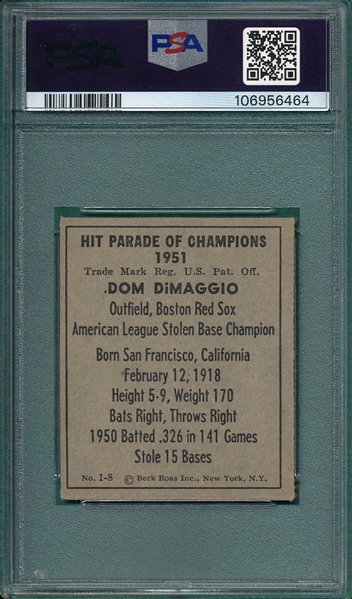 PSA
106956464
HIT PARADE OF CHAMPIONS
1951
Trade Mark Reg. U.S. Pat. Off.
.DOM DiMAGGIO
Outfield, Boston Red Sox
American League Stolen Base Champion
Born San Francisco, California
February 12, 1918
Height 5-9, Weight 170
Bats Right, Throws Right
1950 Batted .326 in 141 Games
Stole 15 Bases
No. 1-8 © Berk Ross Inc., New York, N.Y.